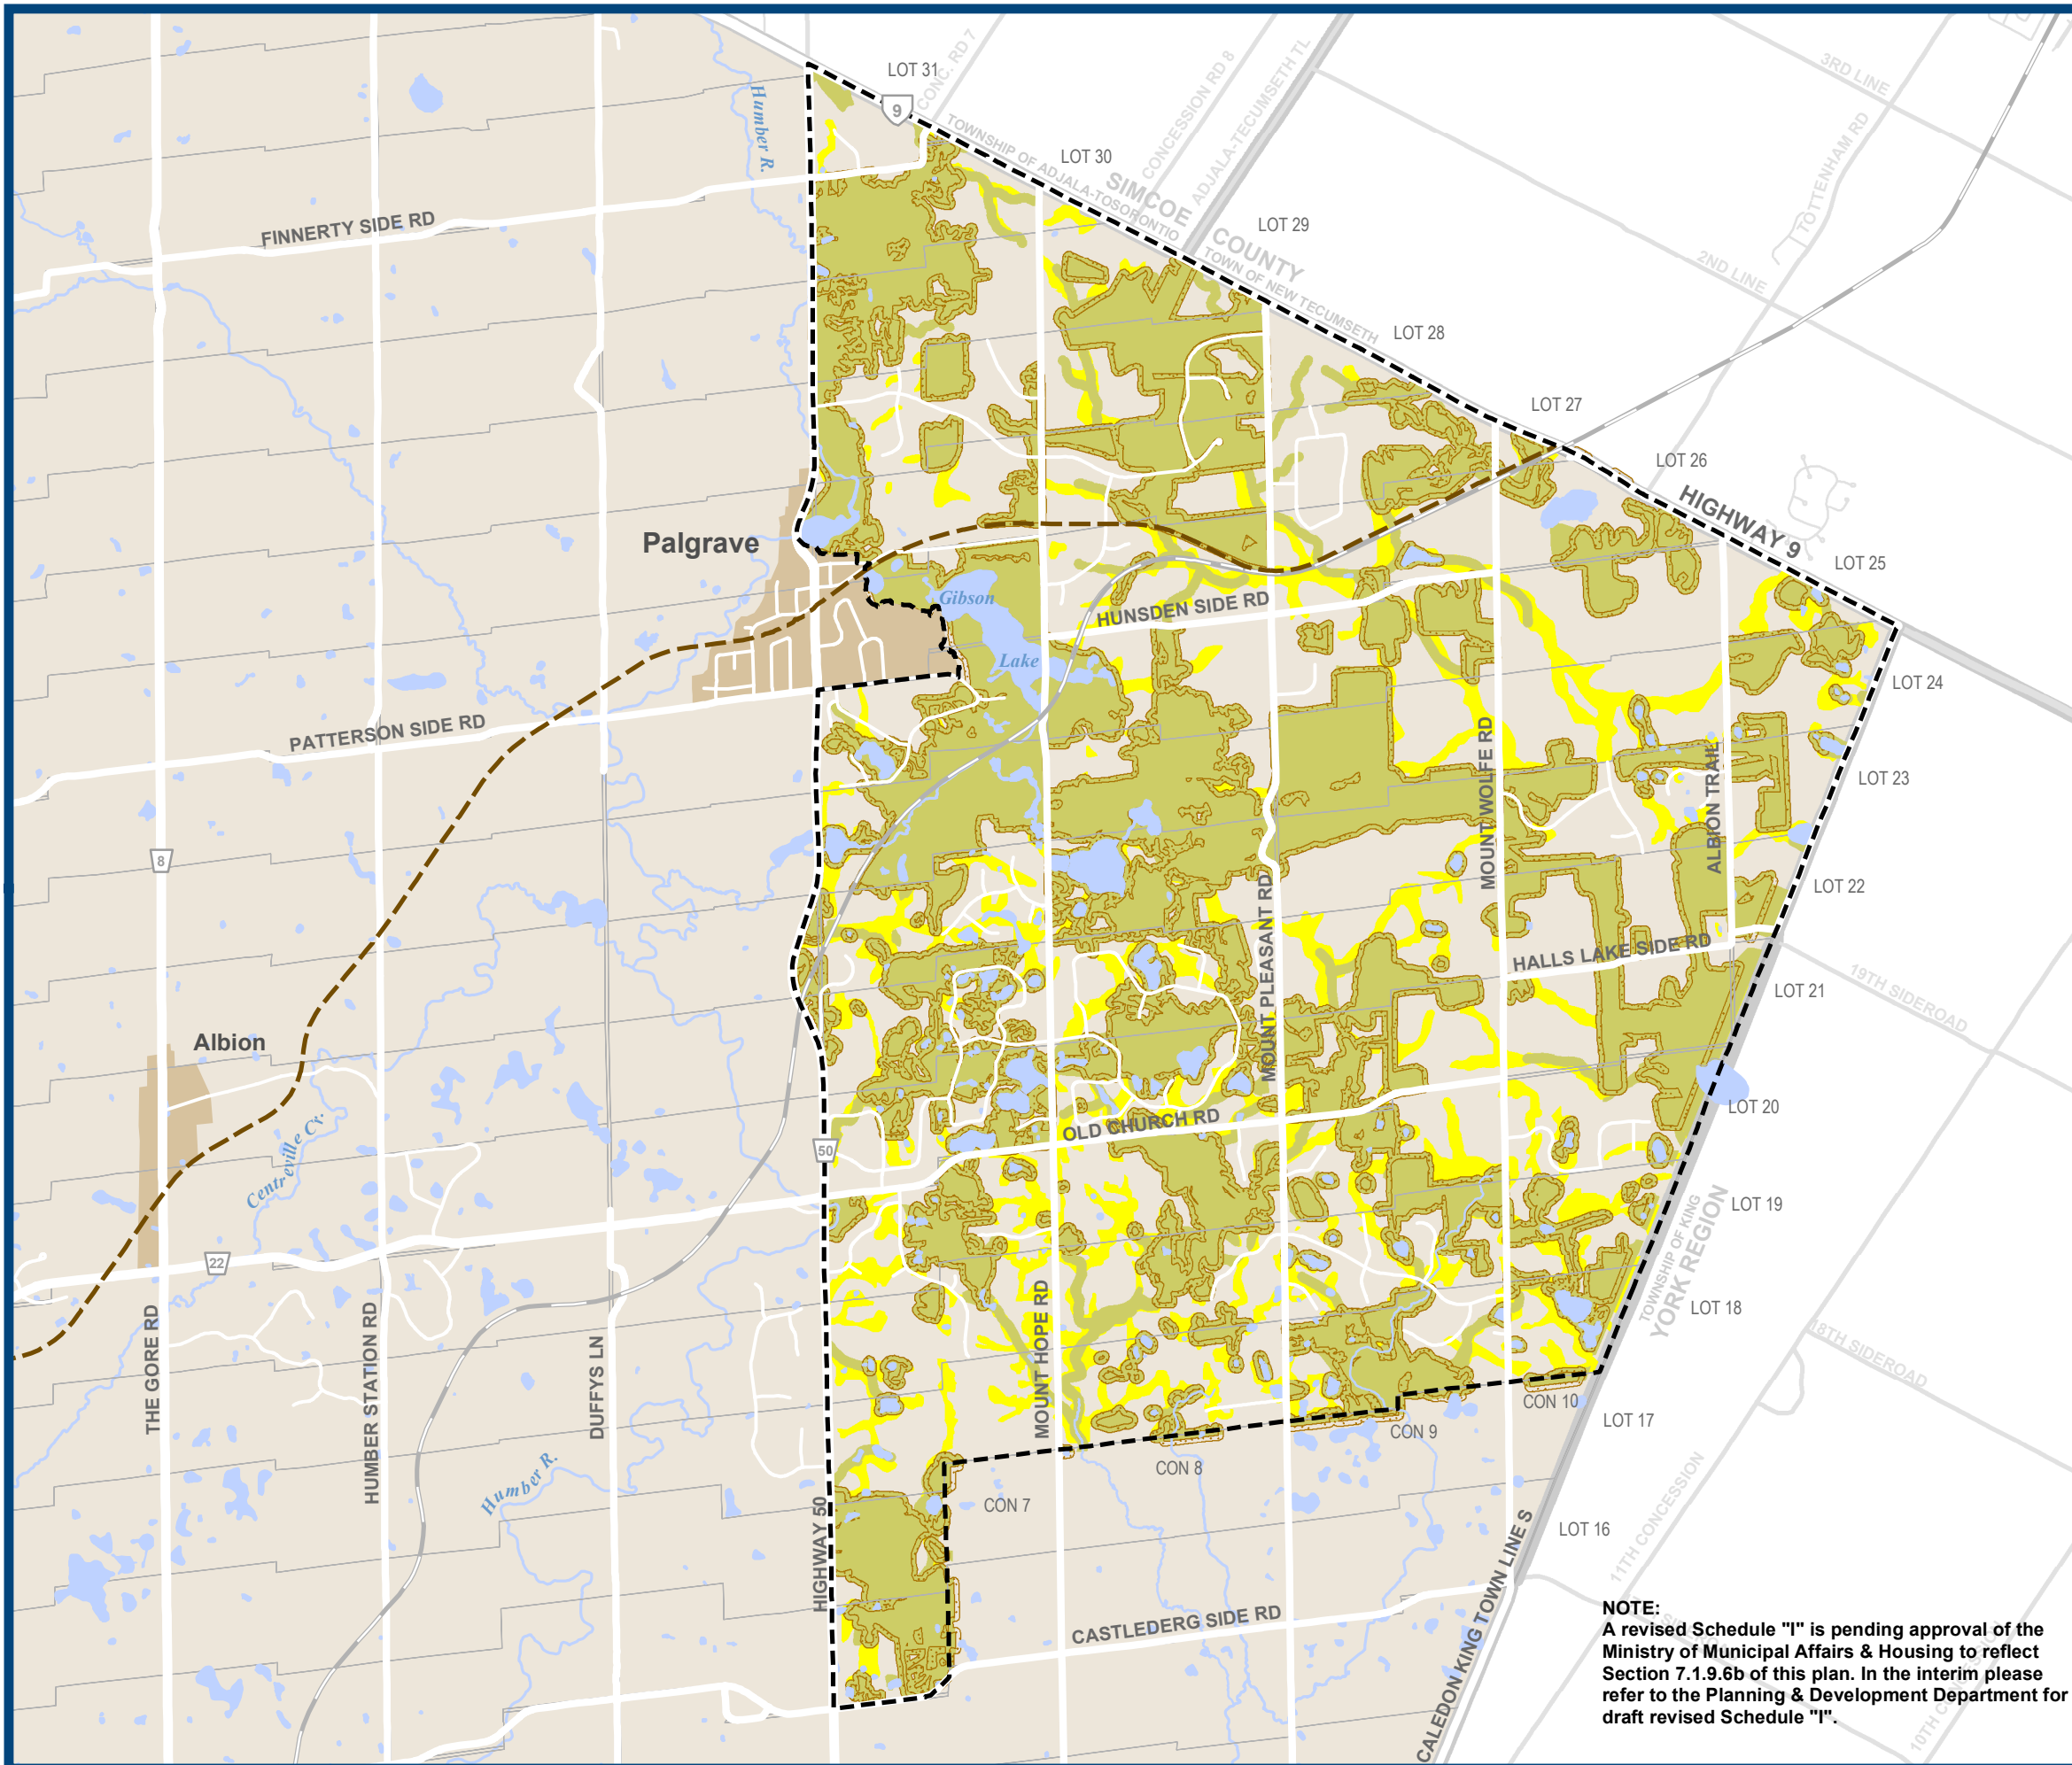 LOT 31
CONC. RD 7
9
3RD LINE
CONCESSION RD 8
ADJALA-TECUMSETH TL
TOTTENHAM RD
Humber R.
TOWNSHIP OF ADJALA-TOSORONTIO
LOT 30
SIMCOE COUNTY
LOT 29
TOWN OF NEW TECUMSETH
2ND LINE
FINNERTY SIDE RD
LOT 28
LOT 27
LOT 26
HIGHWAY 9
Palgrave
LOT 25
Gibson
Lake
HUNSDEN SIDE RD
LOT 24
PATTERSON SIDE RD
MOUNT WOLFE RD
ALBION TRAIL
LOT 23
8
LOT 22
MOUNT PLEASANT RD
HALLS LAKE SIDE RD
19TH SIDEROAD
LOT 21
Albion
LOT 20
Centreville Cr.
50
OLD CHURCH RD
LOT 19
TOWNSHIP OF KING
YORK REGION
22
LOT 18
18TH SIDEROAD
THE GORE RD
HUMBER STATION RD
DUFFYS LN
MOUNT HOPE RD
CON 10
LOT 17
CON 9
CON 8
Humber R.
CON 7
HIGHWAY 50
11TH CONCESSION
LOT 16
CASTLEDERG SIDE RD
CALEDON KING TOWN LINE S
10TH CONCESSION
NOTE:
A revised Schedule "I" is pending approval of the
Ministry of Municipal Affairs & Housing to reflect
Section 7.1.9.6b of this plan. In the interim please
refer to the Planning & Development Department for
draft revised Schedule "I".